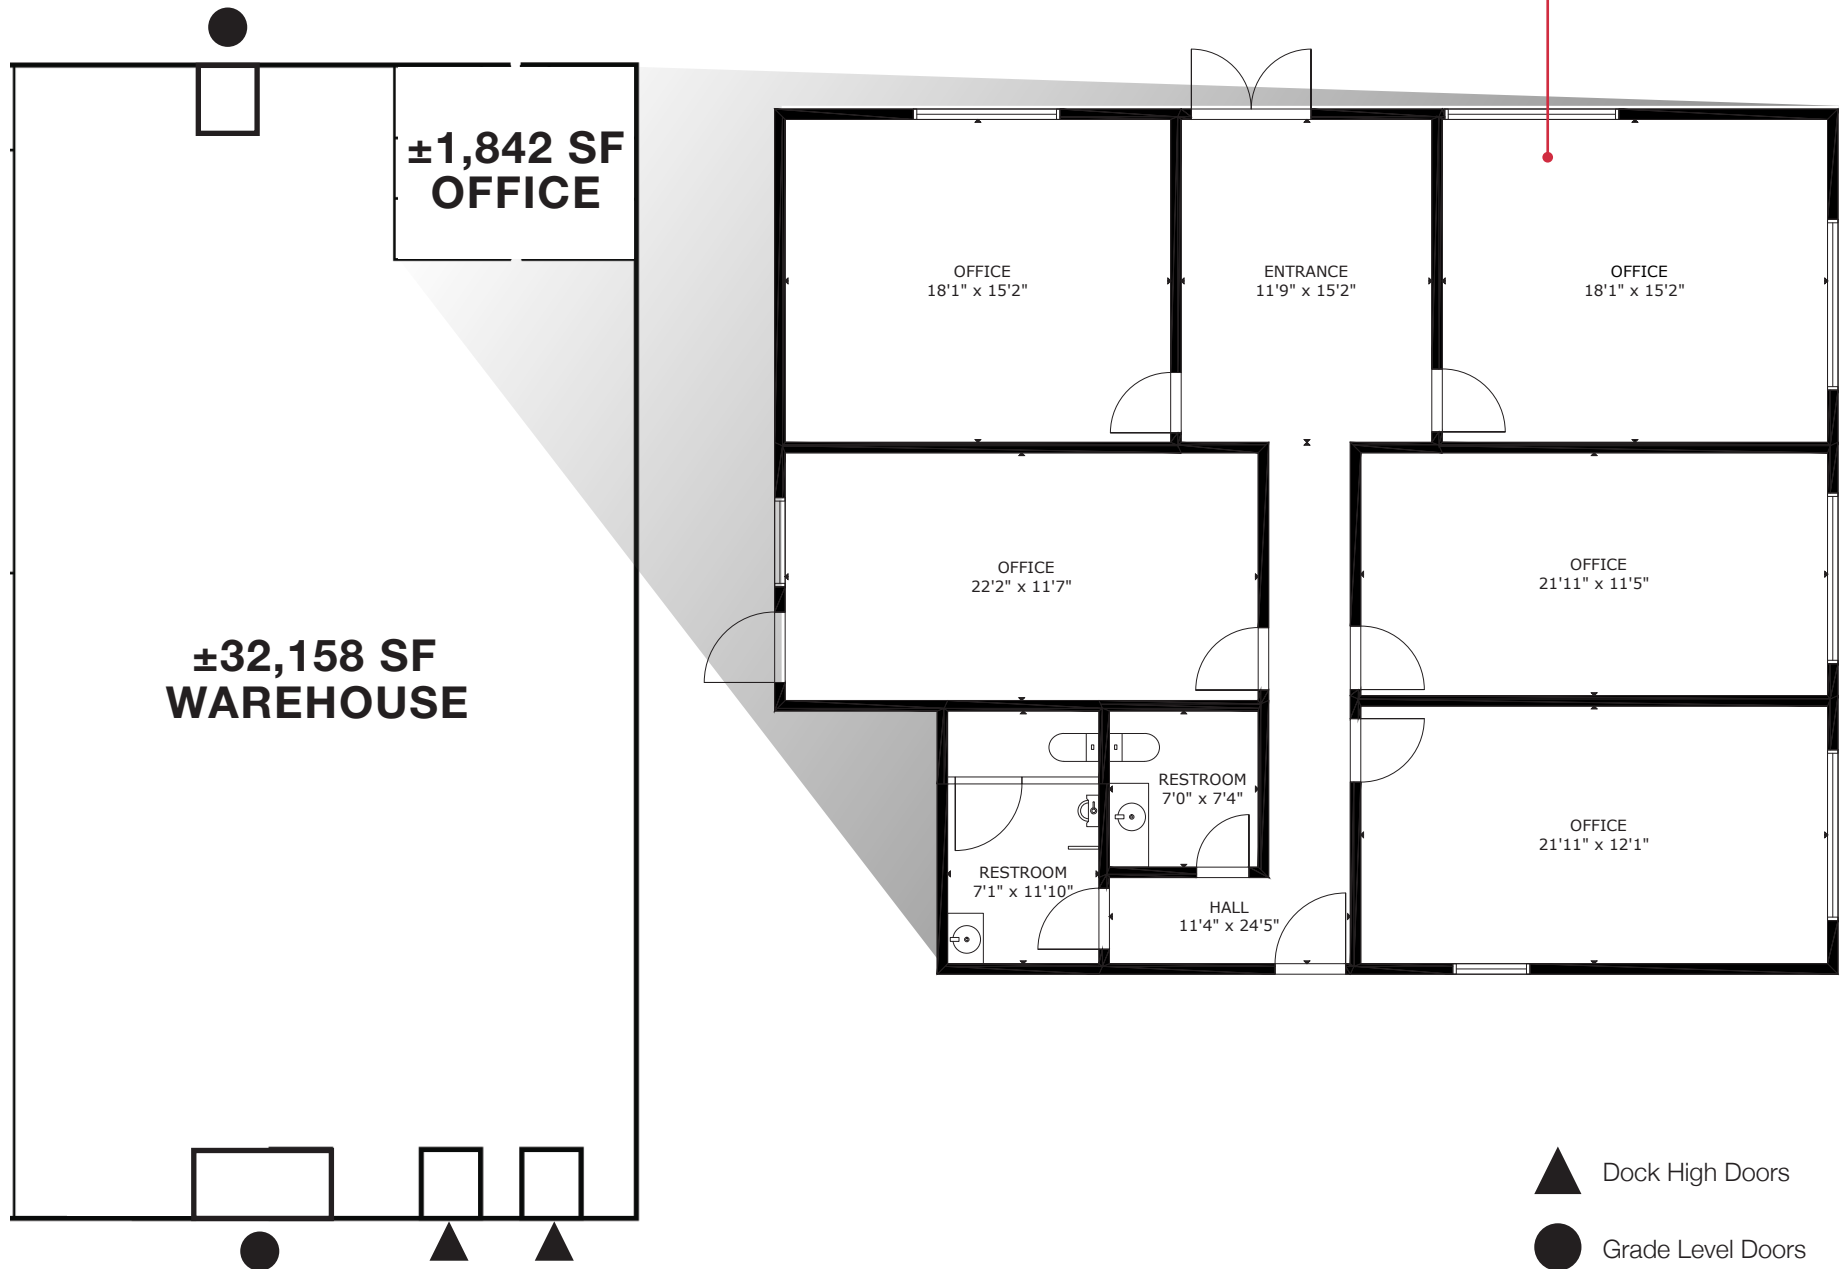 ±1,842 SF
OFFICE
±32,158 SF
WAREHOUSE
OFFICE
18'1" x 15'2"
ENTRANCE
11'9" x 15'2"
OFFICE
18'1" x 15'2"
OFFICE
22'2" x 11'7"
OFFICE
21'11" x 11'5"
RESTROOM
7'0" x 7'4"
OFFICE
21'11" x 12'1"
RESTROOM
7'1" x 11'10"
HALL
11'4" x 24'5"
Dock High Doors
Grade Level Doors